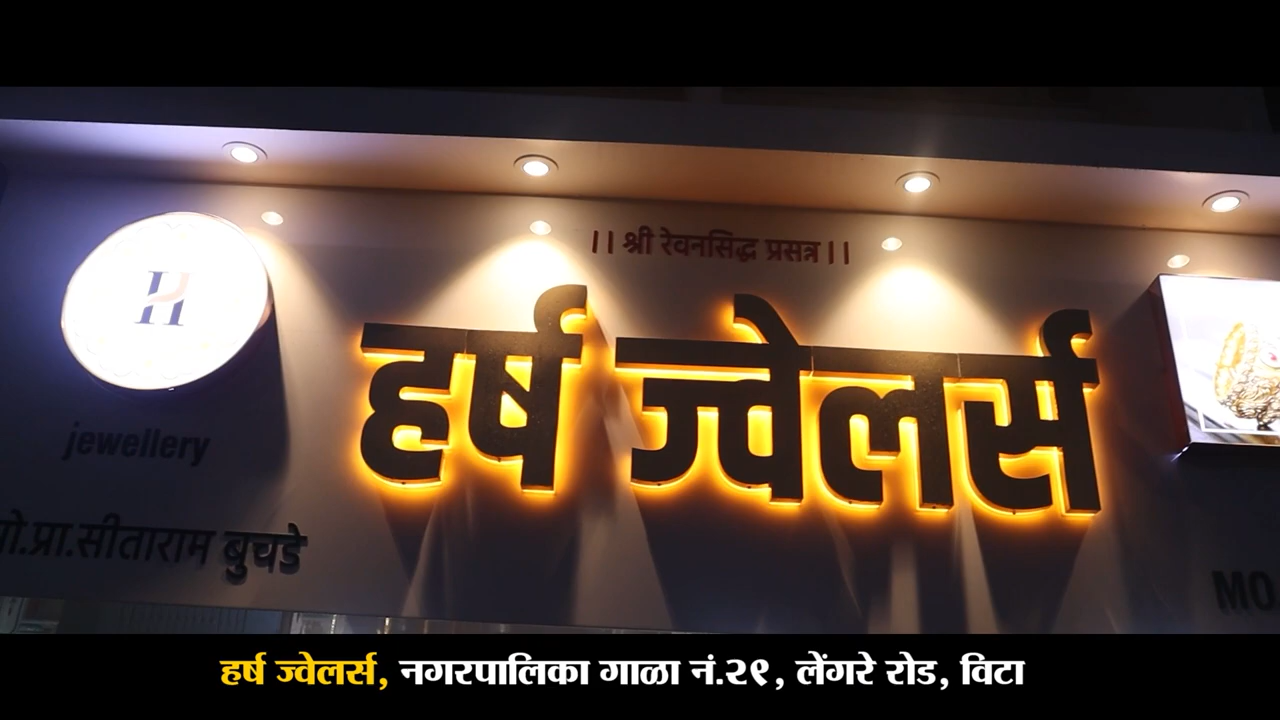 ।। श्री रेवनसिद्ध प्रसन्न ।।
H
हर्ष ज्वेलर्स
jewellery
प्रो.प्रा.सीताराम बुचडे
हर्ष ज्वेलर्स, नगरपालिका गाळा नं.२९, लेंगरे रोड, विटा